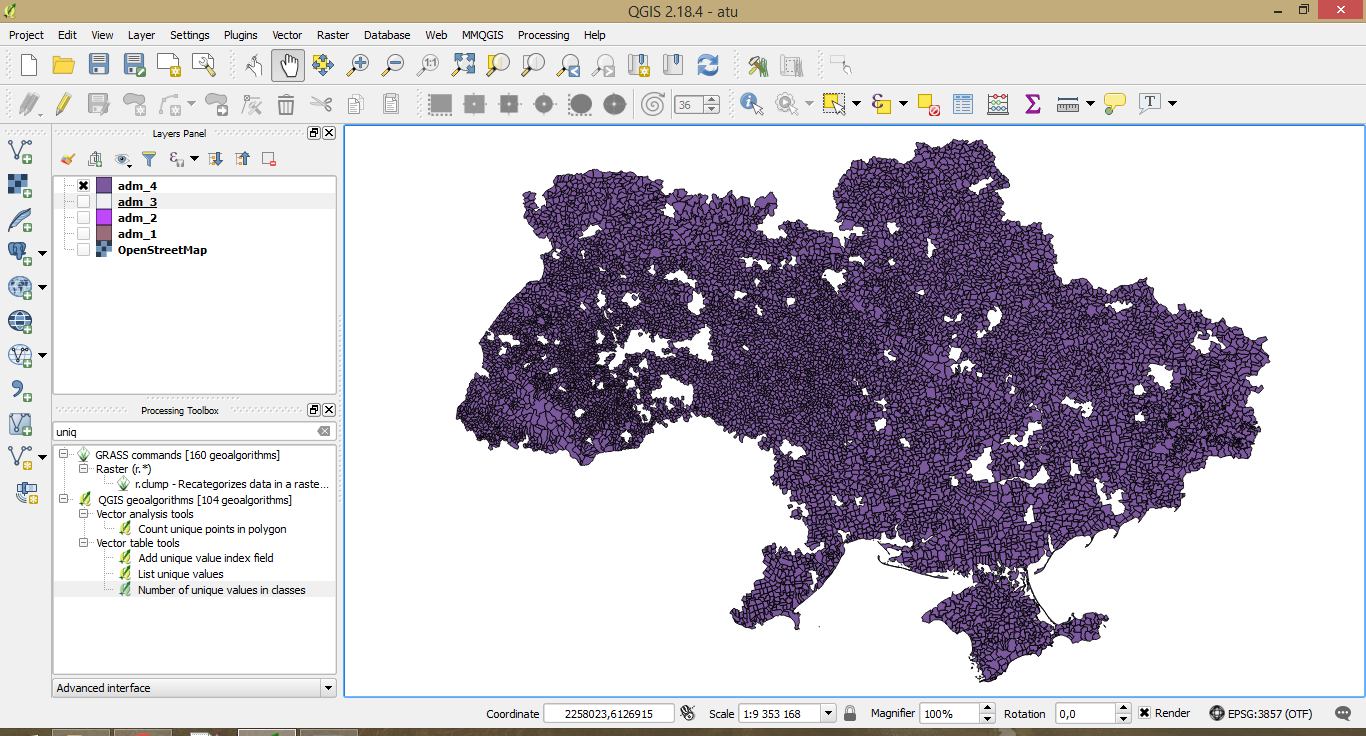 QGIS 2.18.4 - atu
Project Edit View Layer Settings Plugins Vector Raster Database Web MMQGIS Processing Help
1:1
36
T
Layers Panel
adm_4
adm_3
adm_2
adm_1
OpenStreetMap
Processing Toolbox
uniq
GRASS commands [160 geoalgorithms]
Raster (r.*)
r.clump - Recategorizes data in a raste...
QGIS geoalgorithms [104 geoalgorithms]
Vector analysis tools
Count unique points in polygon
Vector table tools
Add unique value index field
List unique values
Number of unique values in classes
Advanced interface
Coordinate 2258023,6126915 Scale 1:9 353 168 Magnifier 100% Rotation 0,0 Render EPSG:3857 (OTF)